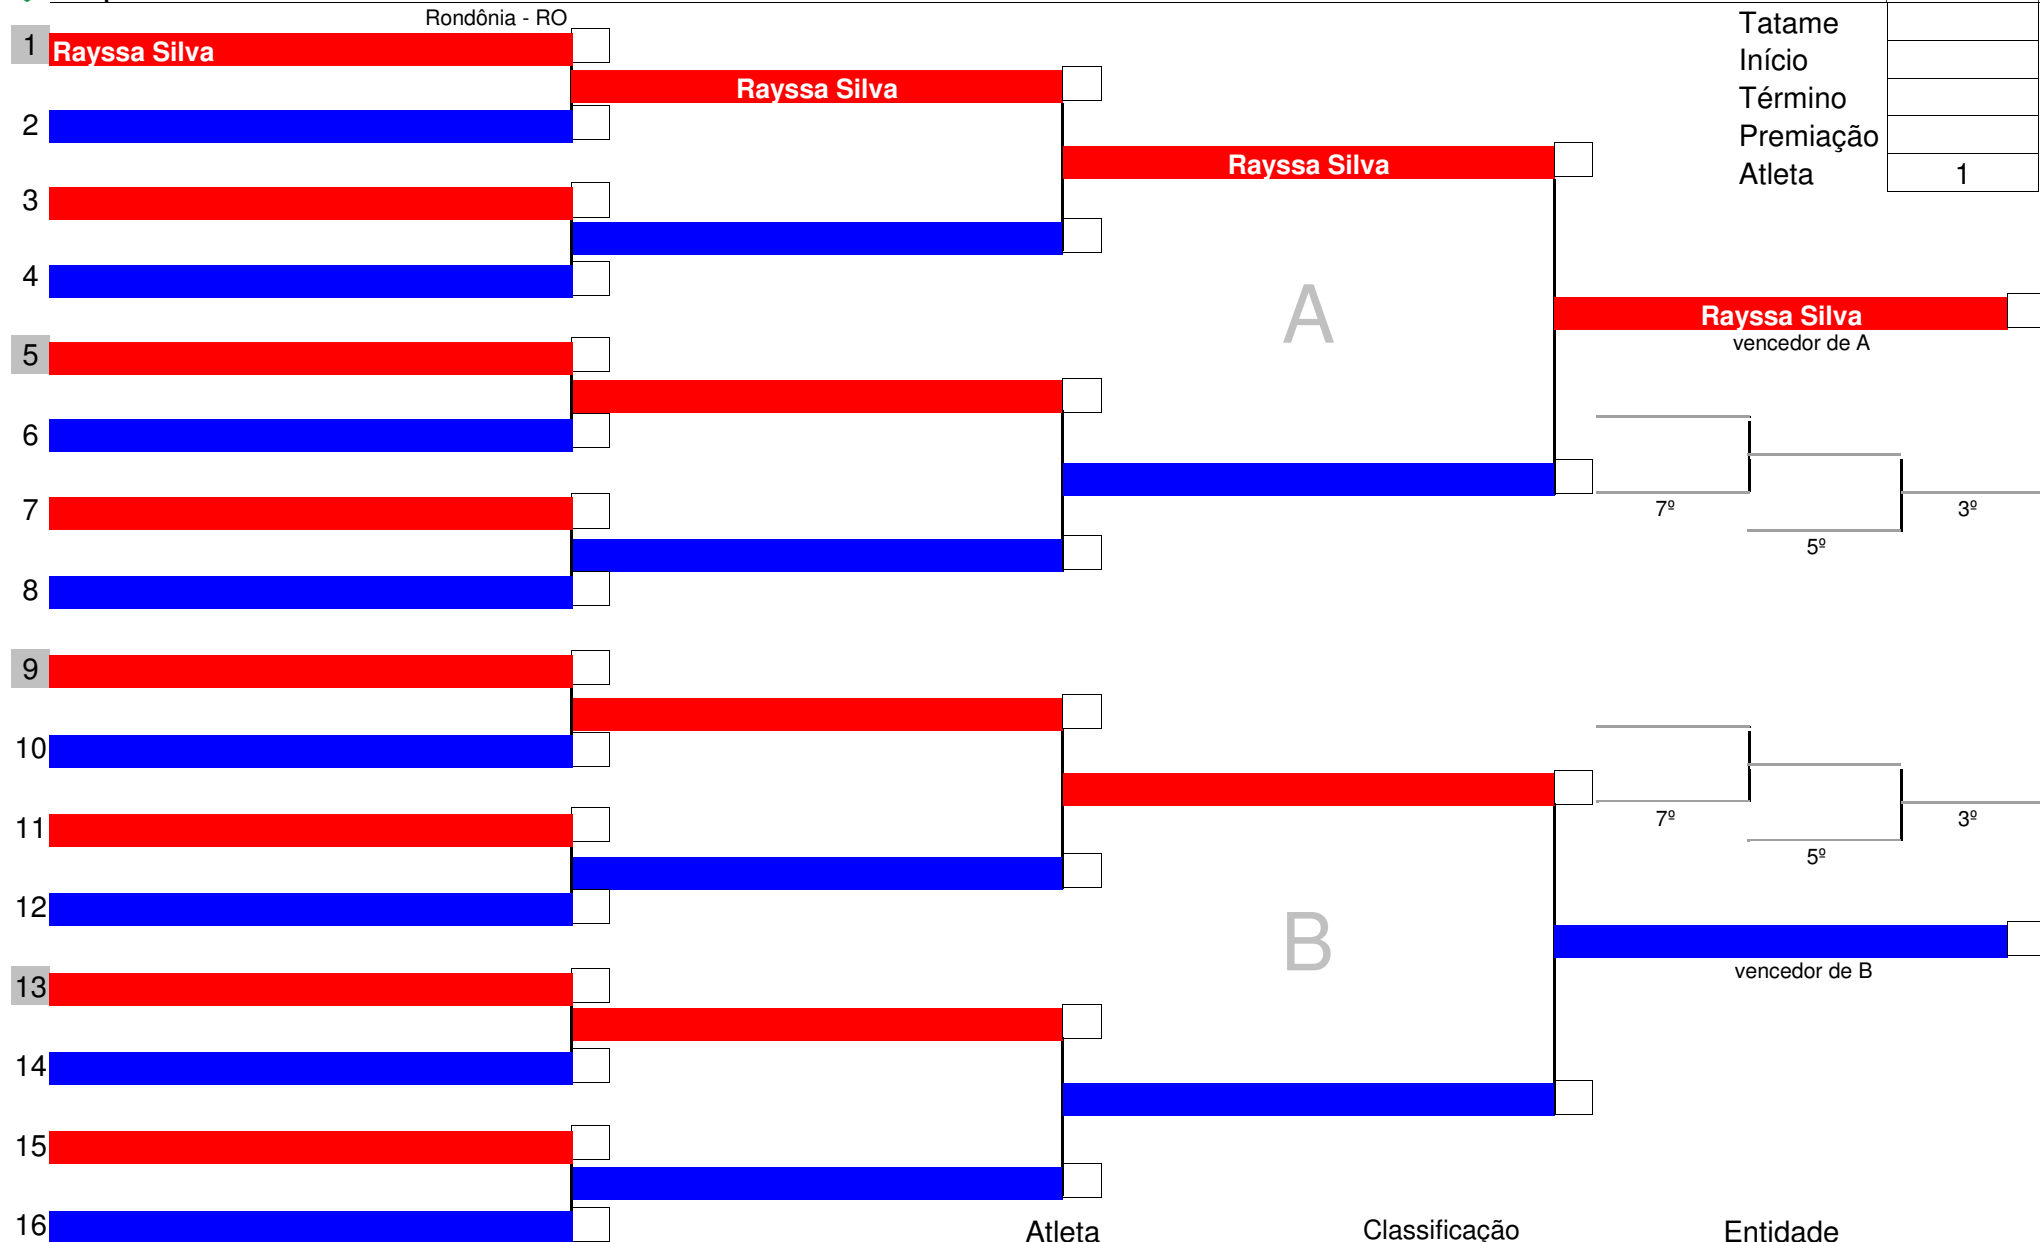 Rondônia - RO
Tatame
1 Rayssa Silva
Início
Rayssa Silva
Término
2
Premiação
Rayssa Silva
Atleta 1
3
4
A
Rayssa Silva
vencedor de A
5
6
7
7º 3º
5º
8
9
10
11
7º 3º
5º
12
B
vencedor de B
13
14
15
16
Atleta Classificação Entidade